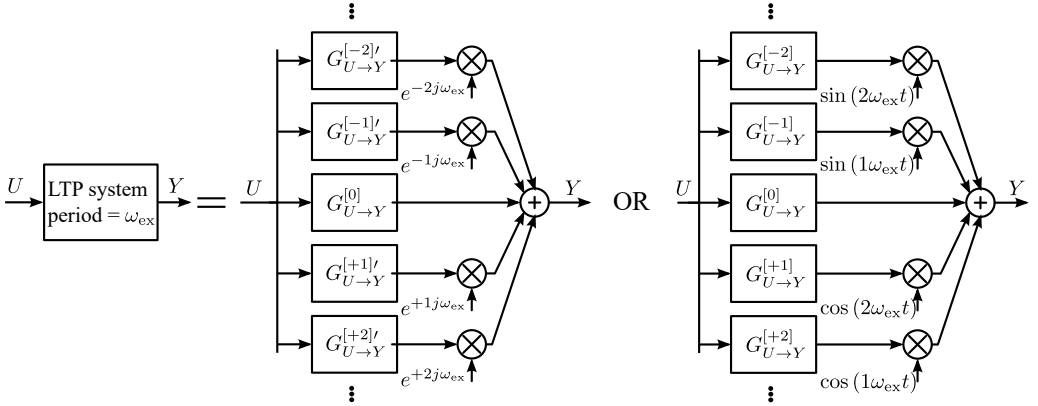 ⋮ ⋮
U LTP system period = ω_ex Y
=
U
G_{U→Y}^{[−2]′} e^{−2jω_ex}
G_{U→Y}^{[−1]′} e^{−1jω_ex}
G_{U→Y}^{[0]}
G_{U→Y}^{[+1]′} e^{+1jω_ex}
G_{U→Y}^{[+2]′} e^{+2jω_ex}
+ Y
OR
U
G_{U→Y}^{[−2]} sin (2ω_ex t)
G_{U→Y}^{[−1]} sin (1ω_ex t)
G_{U→Y}^{[0]}
G_{U→Y}^{[+1]} cos (2ω_ex t)
G_{U→Y}^{[+2]} cos (1ω_ex t)
+ Y
⋮ ⋮